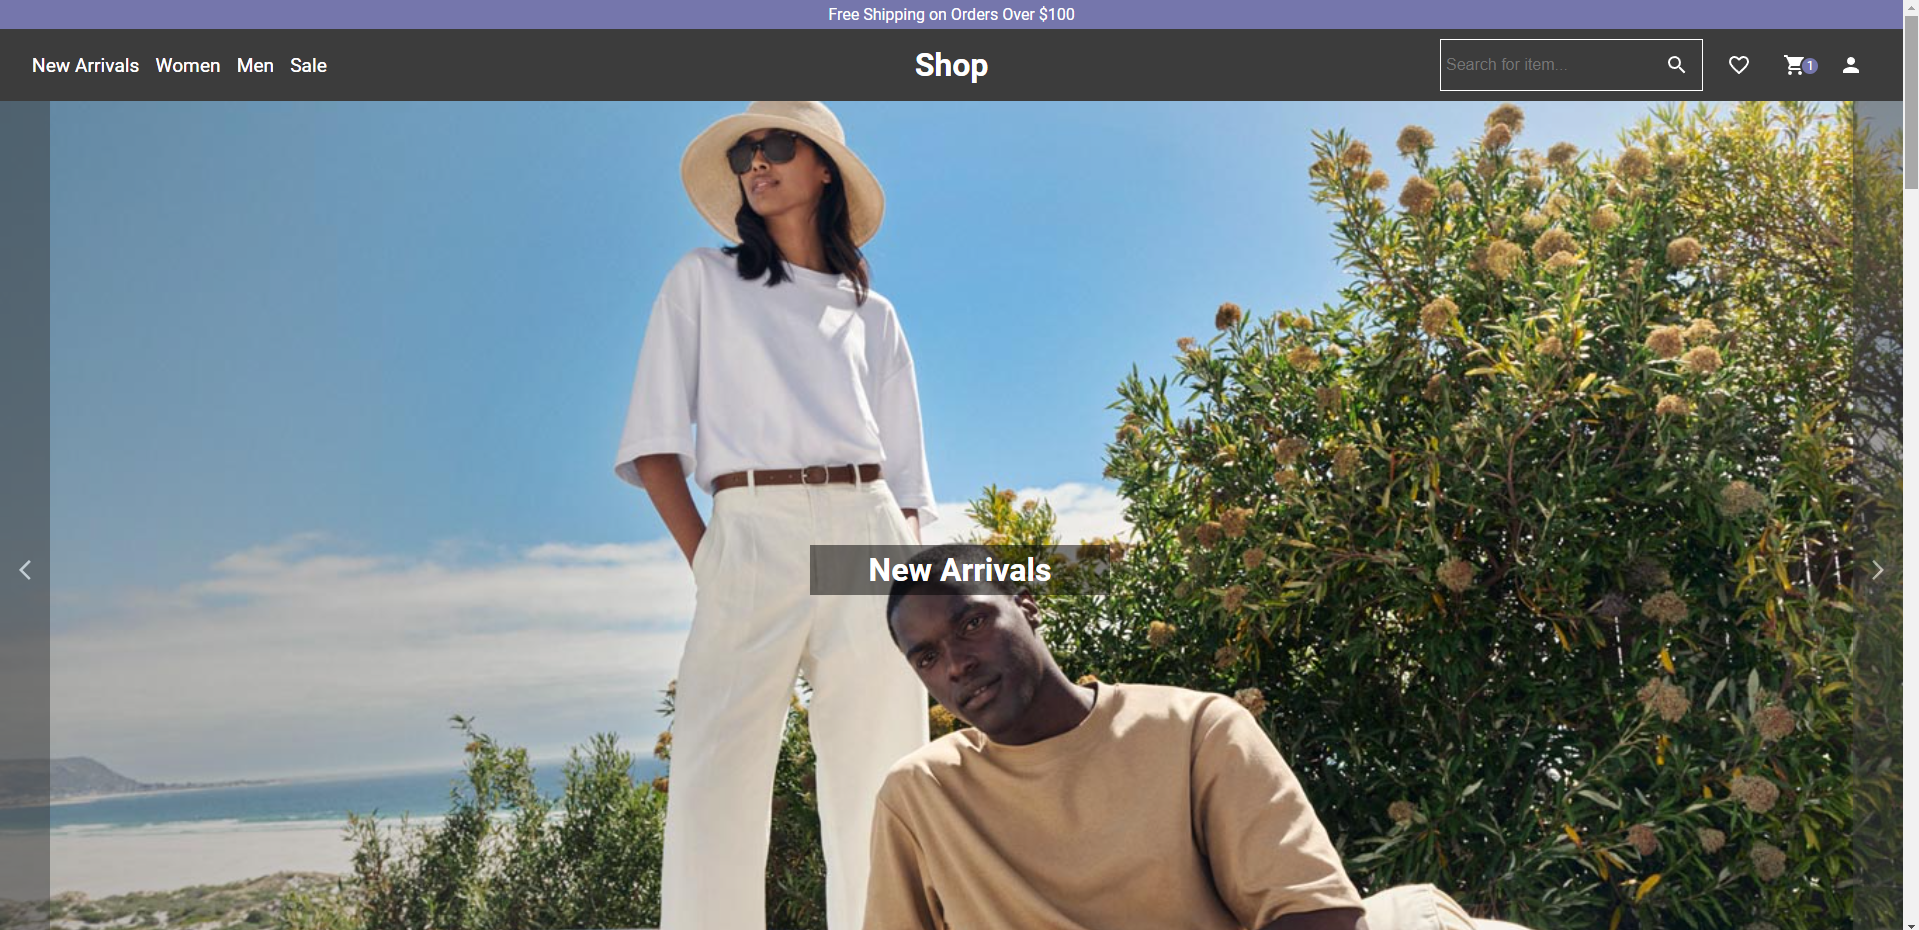 Free Shipping on Orders Over $100
New Arrivals Women Men Sale
Shop
Search for item...
1
New Arrivals